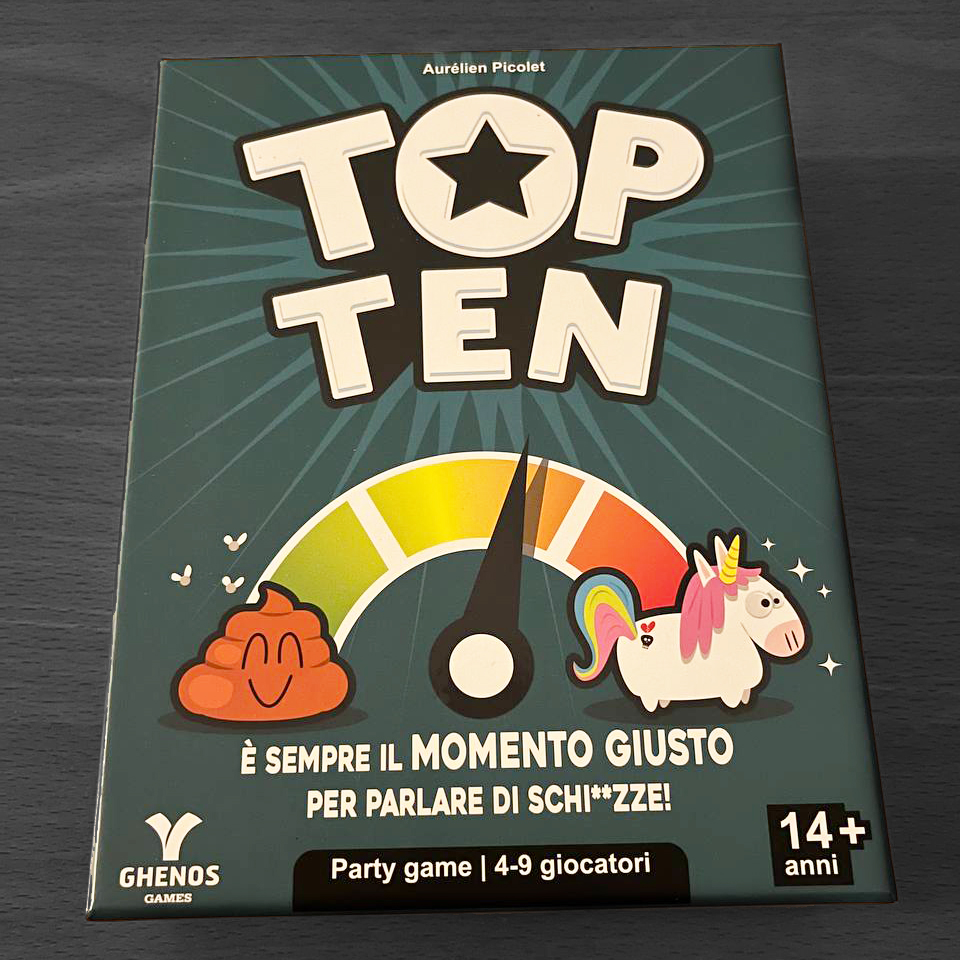 Aurélien Picolet
TOP
TEN
È SEMPRE IL MOMENTO GIUSTO
PER PARLARE DI SCHI**ZZE!
GHENOS
GAMES
Party game | 4-9 giocatori
14+
anni